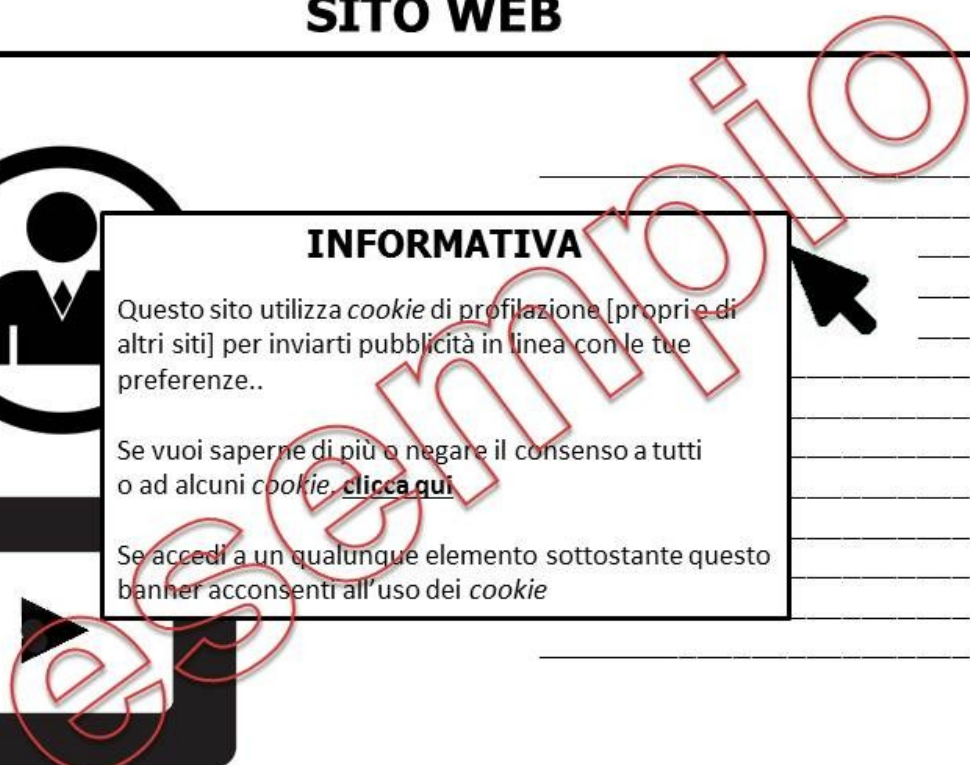 SITO WEB
INFORMATIVA
Questo sito utilizza cookie di profilazione [propri e di
altri siti] per inviarti pubblicità in linea con le tue
preferenze..
Se vuoi saperne di più o negare il consenso a tutti
o ad alcuni cookie, clicca qui
Se accedi a un qualunque elemento sottostante questo
banner acconsenti all’uso dei cookie
esempio